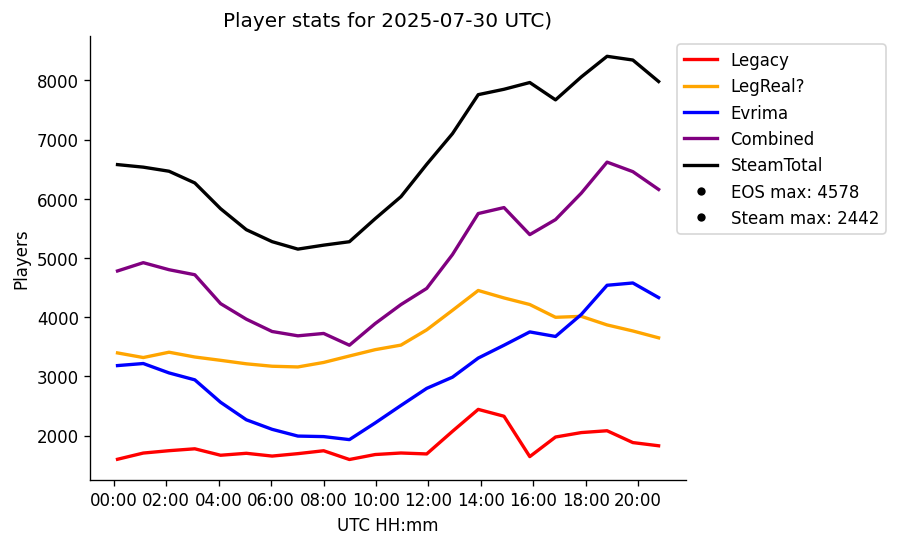 Player stats for 2025-07-30 UTC)
Legacy
LegReal?
Evrima
Combined
SteamTotal
EOS max: 4578
Steam max: 2442
8000
7000
6000
5000
4000
3000
2000
Players
00:00 02:00 04:00 06:00 08:00 10:00 12:00 14:00 16:00 18:00 20:00
UTC HH:mm